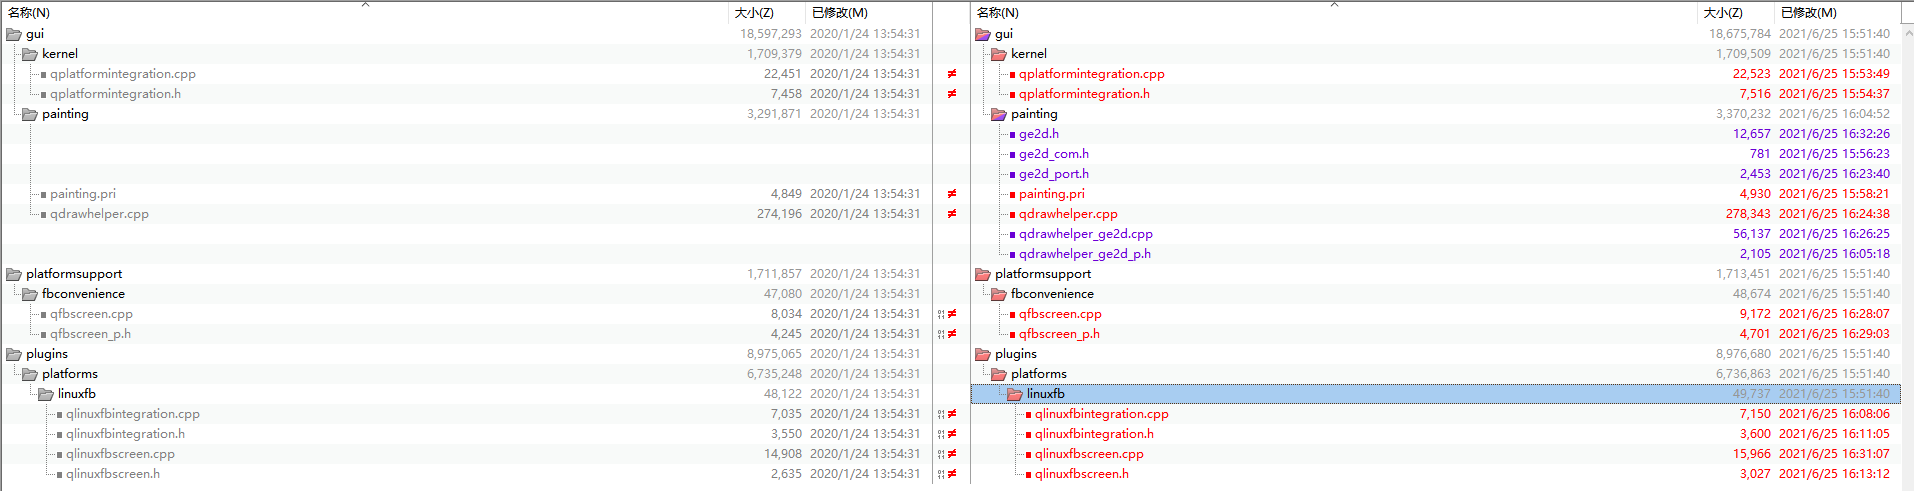 名称(N) 大小(Z) 已修改(M) 名称(N) 大小(Z) 已修改(M)
gui 18,597,293 2020/1/24 13:54:31 gui 18,675,784 2021/6/25 15:51:40
kernel 1,709,379 2020/1/24 13:54:31 kernel 1,709,509 2021/6/25 15:51:40
qplatformintegration.cpp 22,451 2020/1/24 13:54:31 ≠ qplatformintegration.cpp 22,523 2021/6/25 15:53:49
qplatformintegration.h 7,458 2020/1/24 13:54:31 ≠ qplatformintegration.h 7,516 2021/6/25 15:54:37
painting 3,291,871 2020/1/24 13:54:31 painting 3,370,232 2021/6/25 16:04:52
ge2d.h 12,657 2021/6/25 16:32:26
ge2d_com.h 781 2021/6/25 15:56:23
ge2d_port.h 2,453 2021/6/25 16:23:40
painting.pri 4,849 2020/1/24 13:54:31 ≠ painting.pri 4,930 2021/6/25 15:58:21
qdrawhelper.cpp 274,196 2020/1/24 13:54:31 ≠ qdrawhelper.cpp 278,343 2021/6/25 16:24:38
qdrawhelper_ge2d.cpp 56,137 2021/6/25 16:26:25
qdrawhelper_ge2d_p.h 2,105 2021/6/25 16:05:18
platformsupport 1,711,857 2020/1/24 13:54:31 platformsupport 1,713,451 2021/6/25 15:51:40
fbconvenience 47,080 2020/1/24 13:54:31 fbconvenience 48,674 2021/6/25 15:51:40
qfbscreen.cpp 8,034 2020/1/24 13:54:31 ≠ qfbscreen.cpp 9,172 2021/6/25 16:28:07
qfbscreen_p.h 4,245 2020/1/24 13:54:31 ≠ qfbscreen_p.h 4,701 2021/6/25 16:29:03
plugins 8,975,065 2020/1/24 13:54:31 plugins 8,976,680 2021/6/25 15:51:40
platforms 6,735,248 2020/1/24 13:54:31 platforms 6,736,863 2021/6/25 15:51:40
linuxfb 48,122 2020/1/24 13:54:31 linuxfb 49,737 2021/6/25 15:51:40
qlinuxfbintegration.cpp 7,035 2020/1/24 13:54:31 ≠ qlinuxfbintegration.cpp 7,150 2021/6/25 16:08:06
qlinuxfbintegration.h 3,550 2020/1/24 13:54:31 ≠ qlinuxfbintegration.h 3,600 2021/6/25 16:11:05
qlinuxfbscreen.cpp 14,908 2020/1/24 13:54:31 ≠ qlinuxfbscreen.cpp 15,966 2021/6/25 16:31:07
qlinuxfbscreen.h 2,635 2020/1/24 13:54:31 ≠ qlinuxfbscreen.h 3,027 2021/6/25 16:13:12